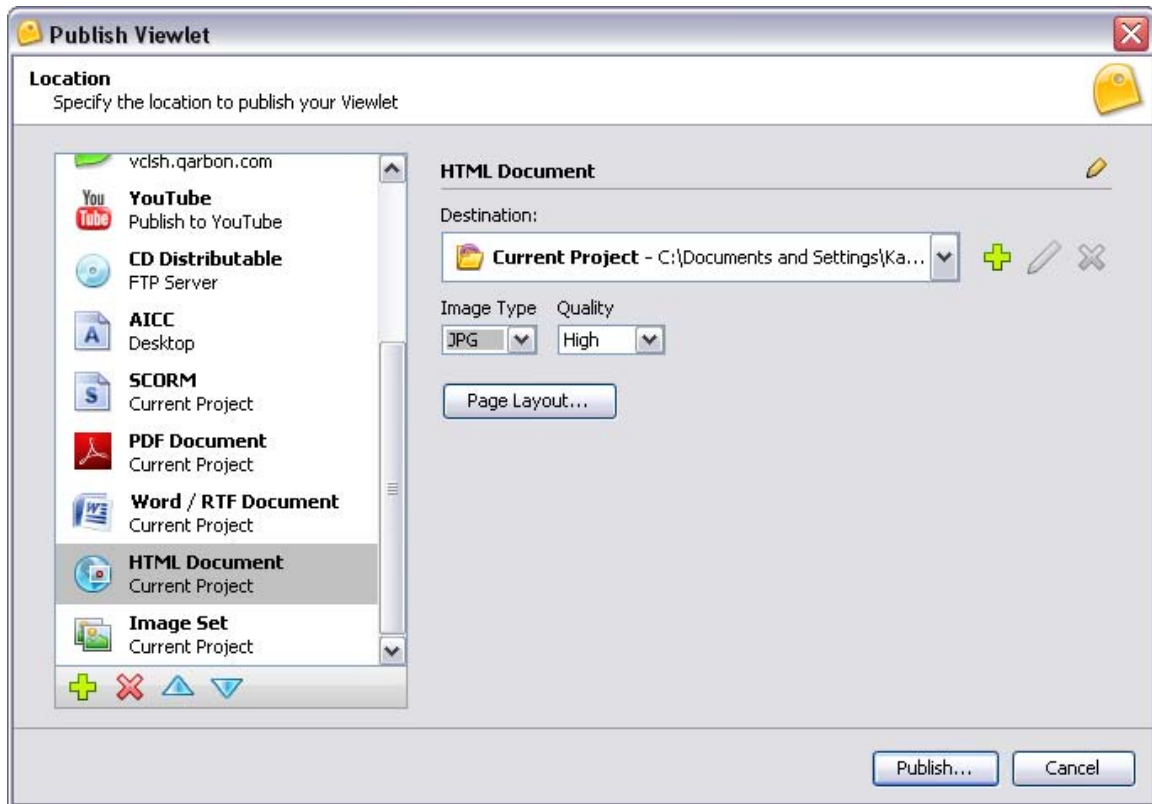 Publish Viewlet
Location
Specify the location to publish your Viewlet
vclsh.qarbon.com
You Tube
YouTube
Publish to YouTube
CD Distributable
FTP Server
A
AICC
Desktop
S
SCORM
Current Project
PDF Document
Current Project
W
Word / RTF Document
Current Project
HTML Document
Current Project
Image Set
Current Project
HTML Document
Destination:
Current Project - C:\Documents and Settings\Ka...
Image Type Quality
JPG High
Page Layout...
Publish... Cancel